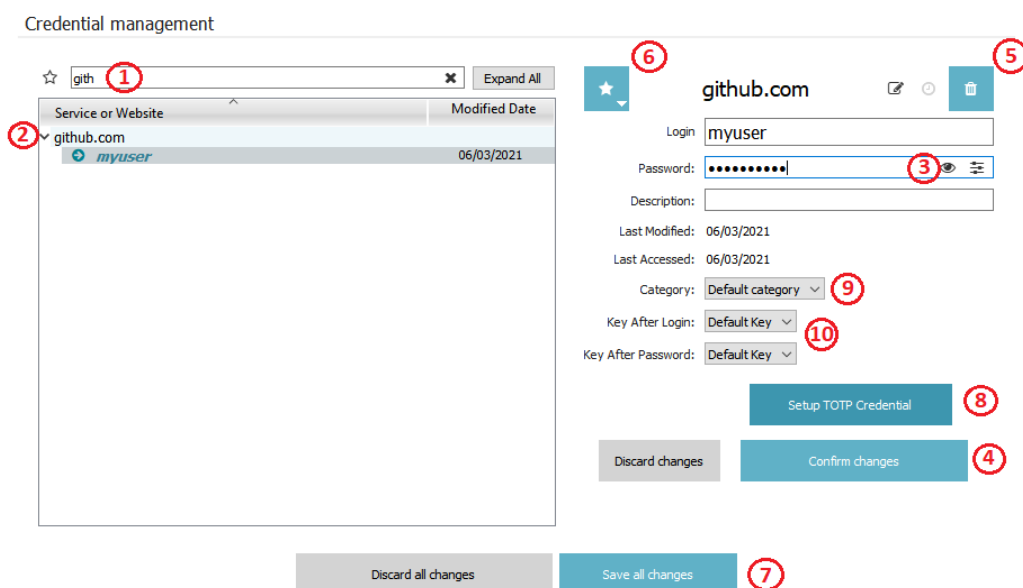 Credential management
gith 1 Expand All
6
5
Service or Website Modified Date
github.com
2 github.com
myuser 06/03/2021
Login myuser
Password: •••••••••• 3
Description:
Last Modified: 06/03/2021
Last Accessed: 06/03/2021
Category: Default category 9
Key After Login: Default Key
10
Key After Password: Default Key
Setup TOTP Credential 8
Discard changes Confirm changes 4
Discard all changes Save all changes 7